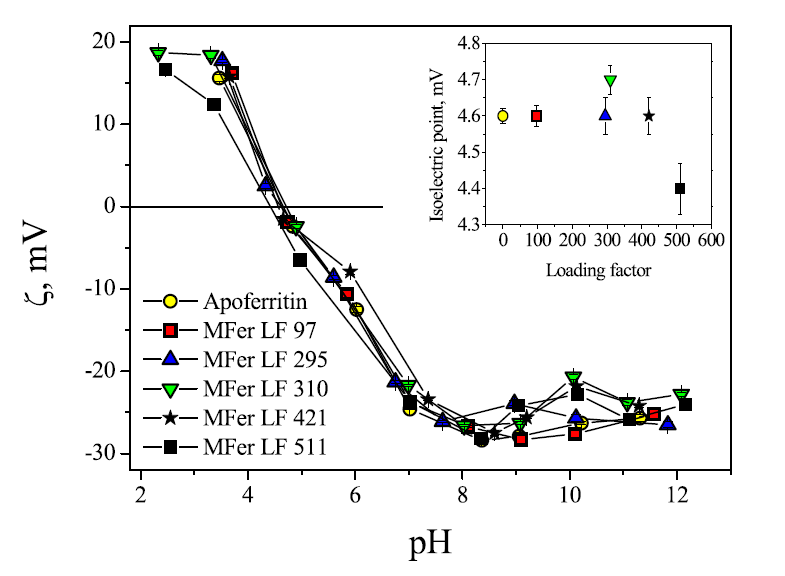 20
10
0
-10
-20
-30
ζ, mV
2 4 6 8 10 12
pH
Apoferritin
MFer LF 97
MFer LF 295
MFer LF 310
MFer LF 421
MFer LF 511
4.8
4.7
4.6
4.5
4.4
4.3
Isoelectric point, mV
0 100 200 300 400 500 600
Loading factor